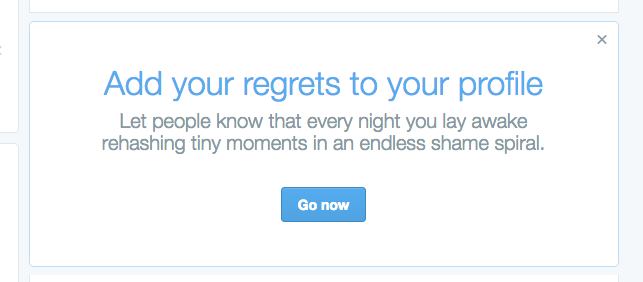 Add your regrets to your profile
Let people know that every night you lay awake
rehashing tiny moments in an endless shame spiral.
Go now